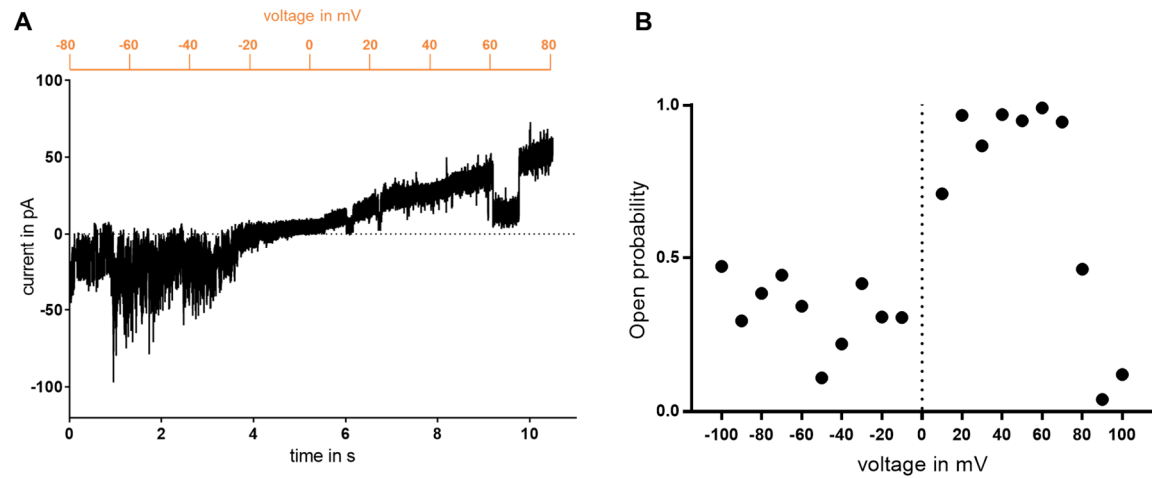 A
voltage in mV
-80 -60 -40 -20 0 20 40 60 80
100
50
0
-50
-100
current in pA
0 2 4 6 8 10
time in s
B
1.0
0.5
0.0
Open probability
-100 -80 -60 -40 -20 0 20 40 60 80 100
voltage in mV